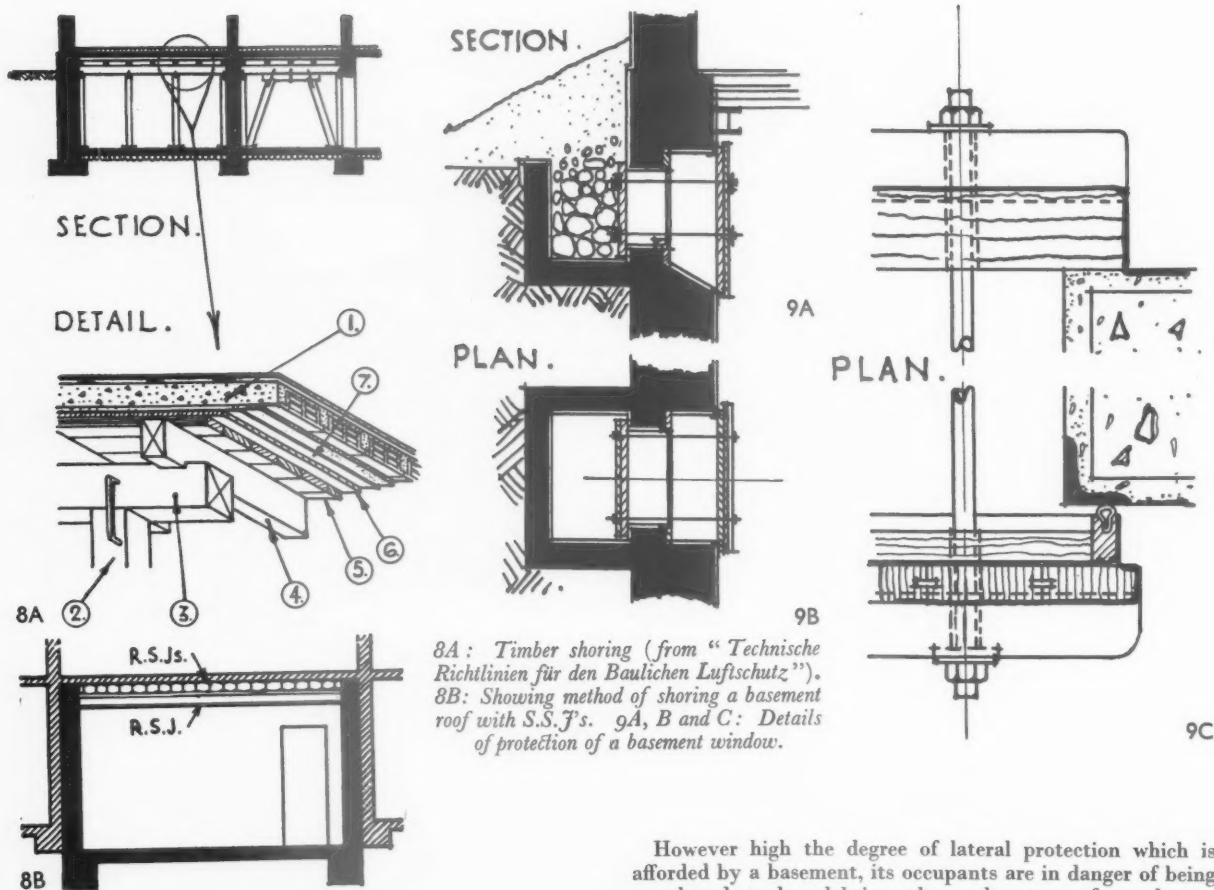 SECTION.
DETAIL.
1.
7.
6.
5.
4.
3.
2.
8A
R.S.Js.
R.S.J.
8B
SECTION.
9A
PLAN.
9B
PLAN.
9C
8A : Timber shoring (from “ Technische
Richtlinien für den Baulichen Luftschutz”).
8B: Showing method of shoring a basement
roof with S.S.J's. 9A, B and C: Details
of protection of a basement window.
However high the degree of lateral protection which is
afforded by a basement, its occupants are in danger of being